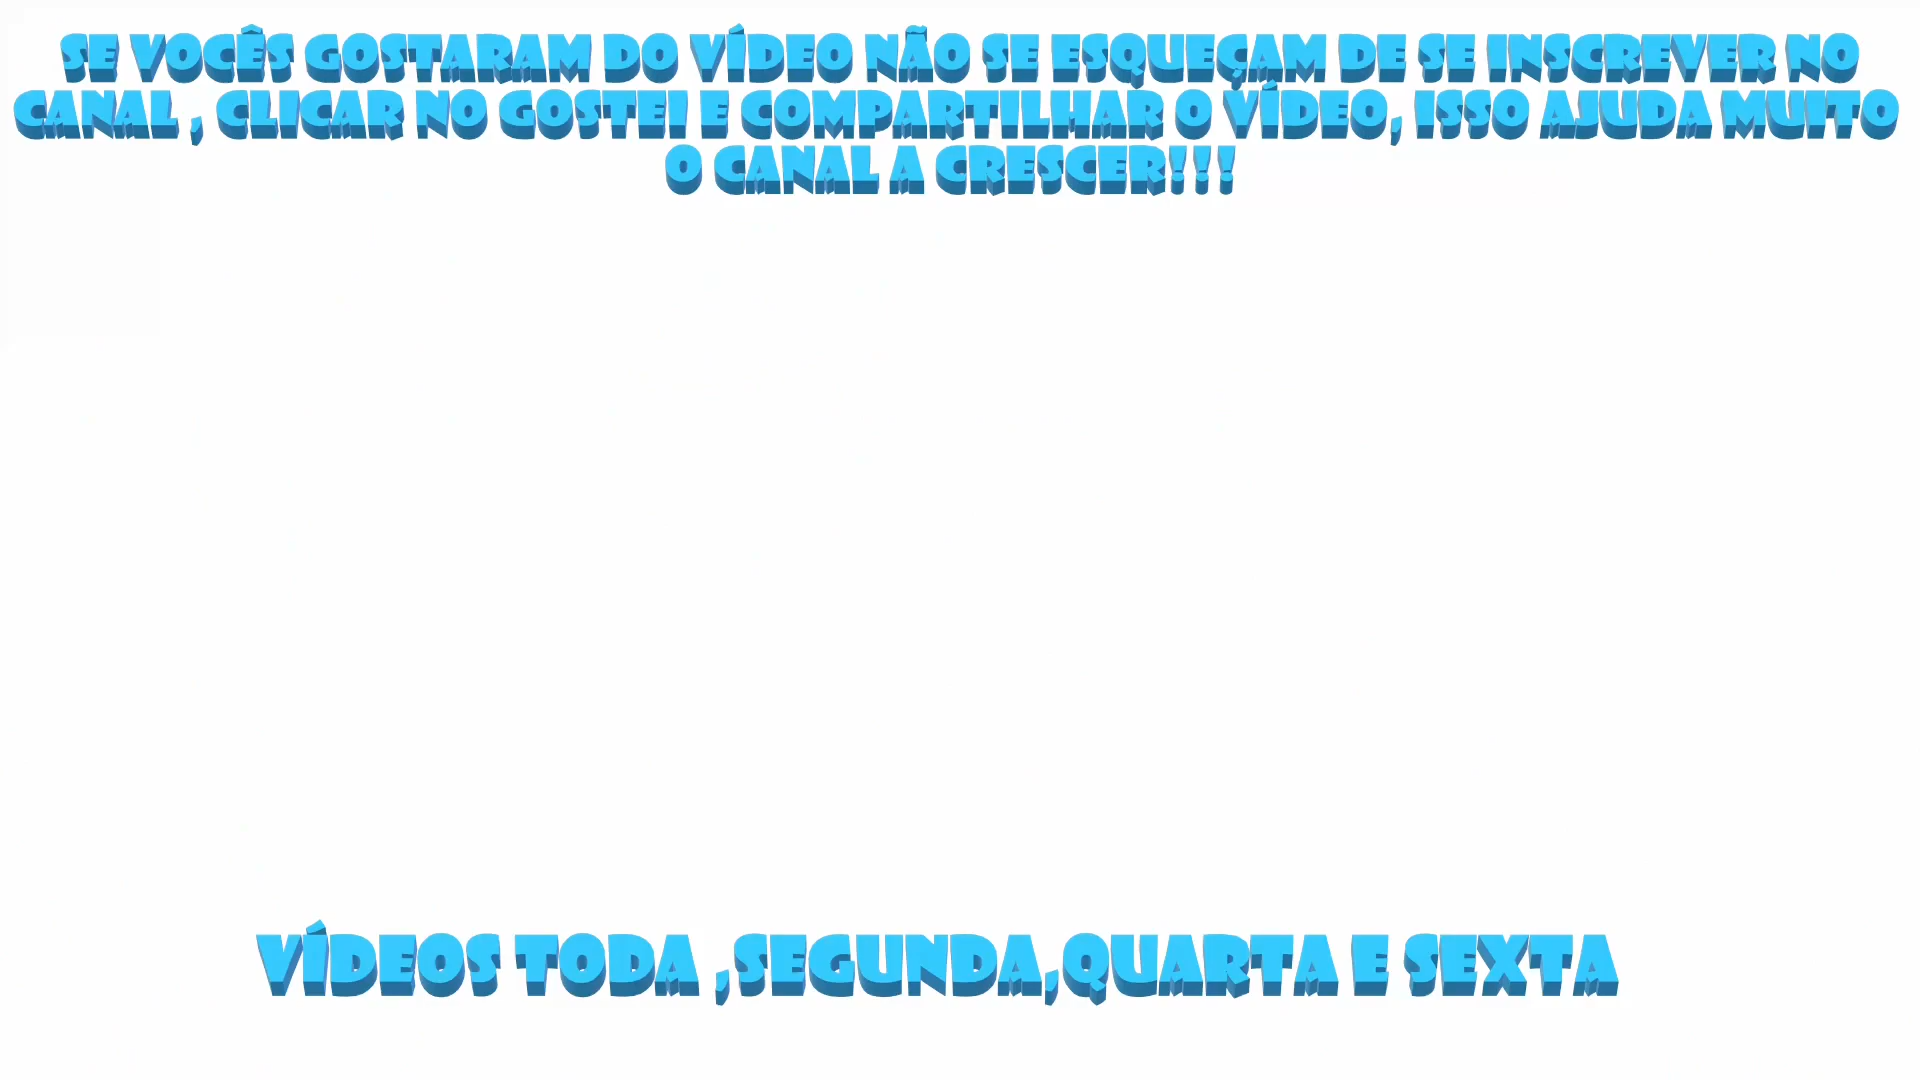 SE VOCÊS GOSTARAM DO VÍDEO NÃO SE ESQUEÇAM DE SE INSCREVER NO
CANAL , CLICAR NO GOSTEI E COMPARTILHAR O VÍDEO, ISSO AJUDA MUITO
O CANAL A CRESCER!!!
VÍDEOS TODA ,SEGUNDA,QUARTA E SEXTA